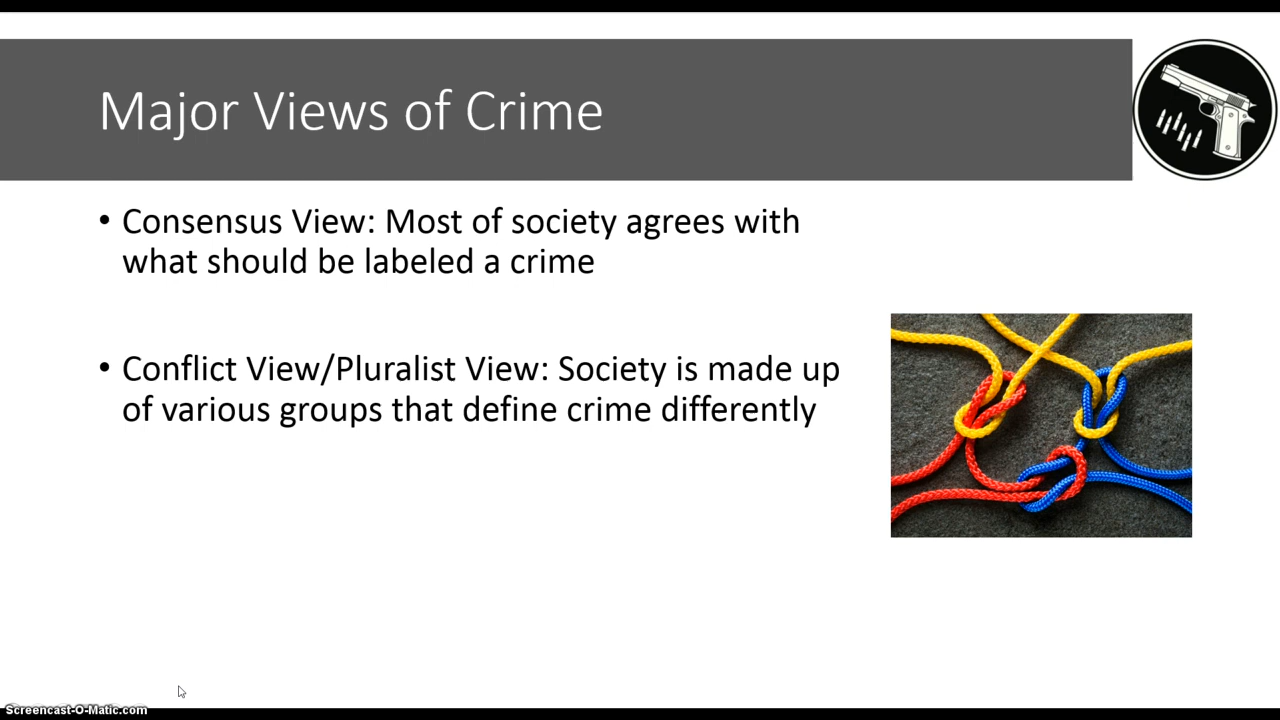 Major Views of Crime
• Consensus View: Most of society agrees with
what should be labeled a crime
• Conflict View/Pluralist View: Society is made up
of various groups that define crime differently
Screencast-O-Matic.com